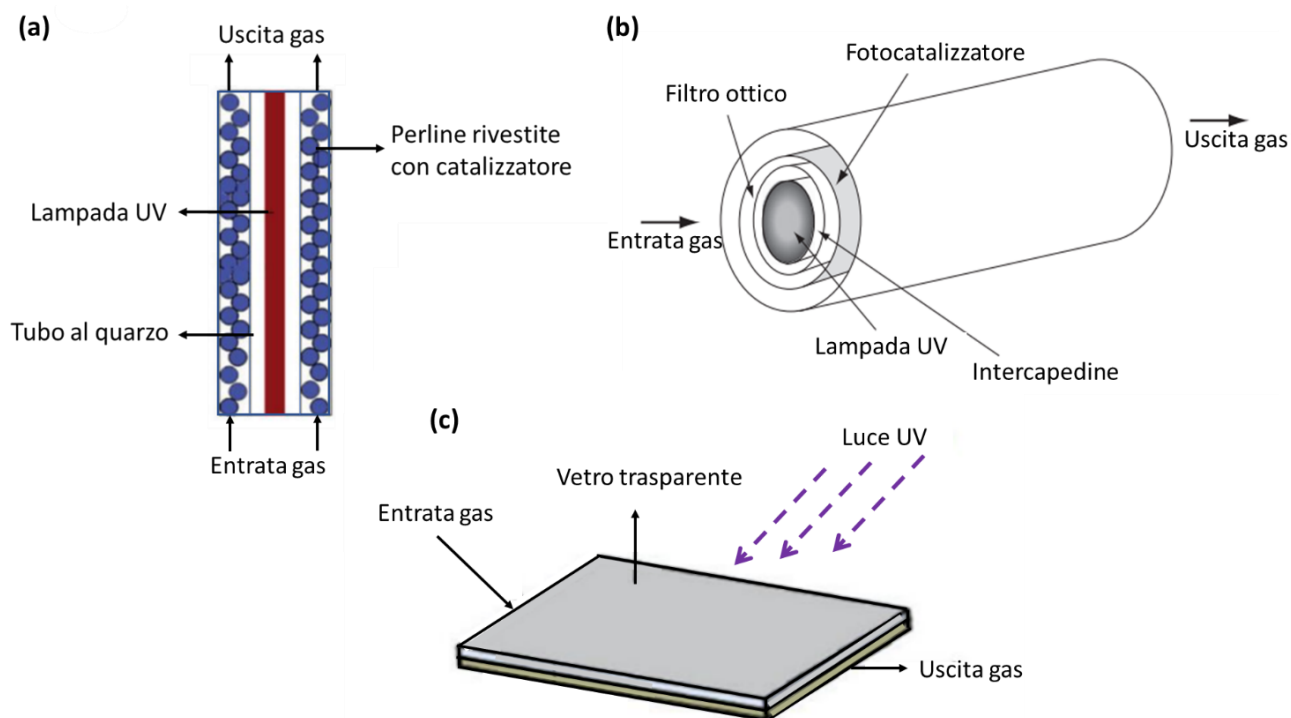 (a)
Uscita gas
Perline rivestite
con catalizzatore
Lampada UV
Tubo al quarzo
Entrata gas
(b)
Fotocatalizzatore
Filtro ottico
Uscita gas
Entrata gas
Lampada UV
Intercapedine
(c)
Luce UV
Vetro trasparente
Entrata gas
Uscita gas